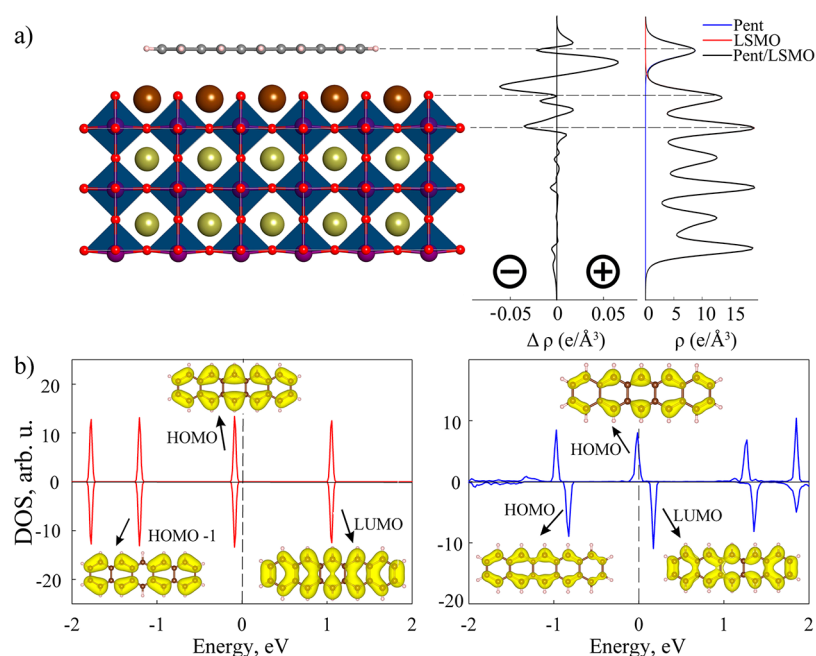 a)
Pent
LSMO
Pent/LSMO
− +
-0.05 0 0.05
Δ ρ (e/Å³)
0 5 10 15
ρ (e/Å³)
b)
20
10
0
-10
-20
DOS, arb. u.
HOMO
HOMO -1
LUMO
-2 -1 0 1 2
Energy, eV
10
0
-10
-20
HOMO
HOMO
LUMO
-2 -1 0 1 2
Energy, eV